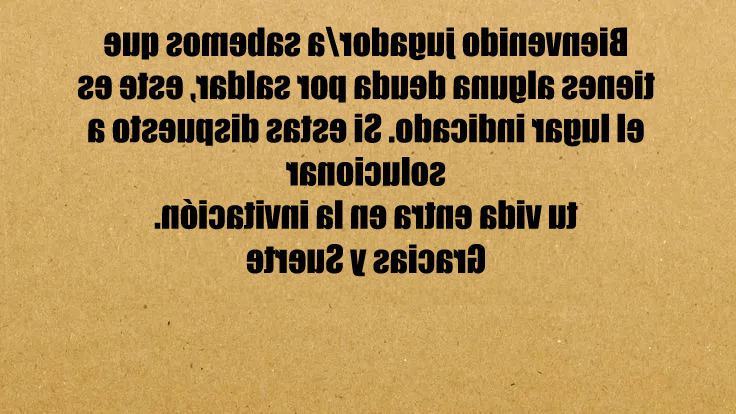 Bienvenido jugador/a sabemos que
tienes alguna deuda por saldar, este es
el lugar indicado. Si estas dispuesto a
solucionar
tu vida entra en la invitación.
Gracias y Suerte